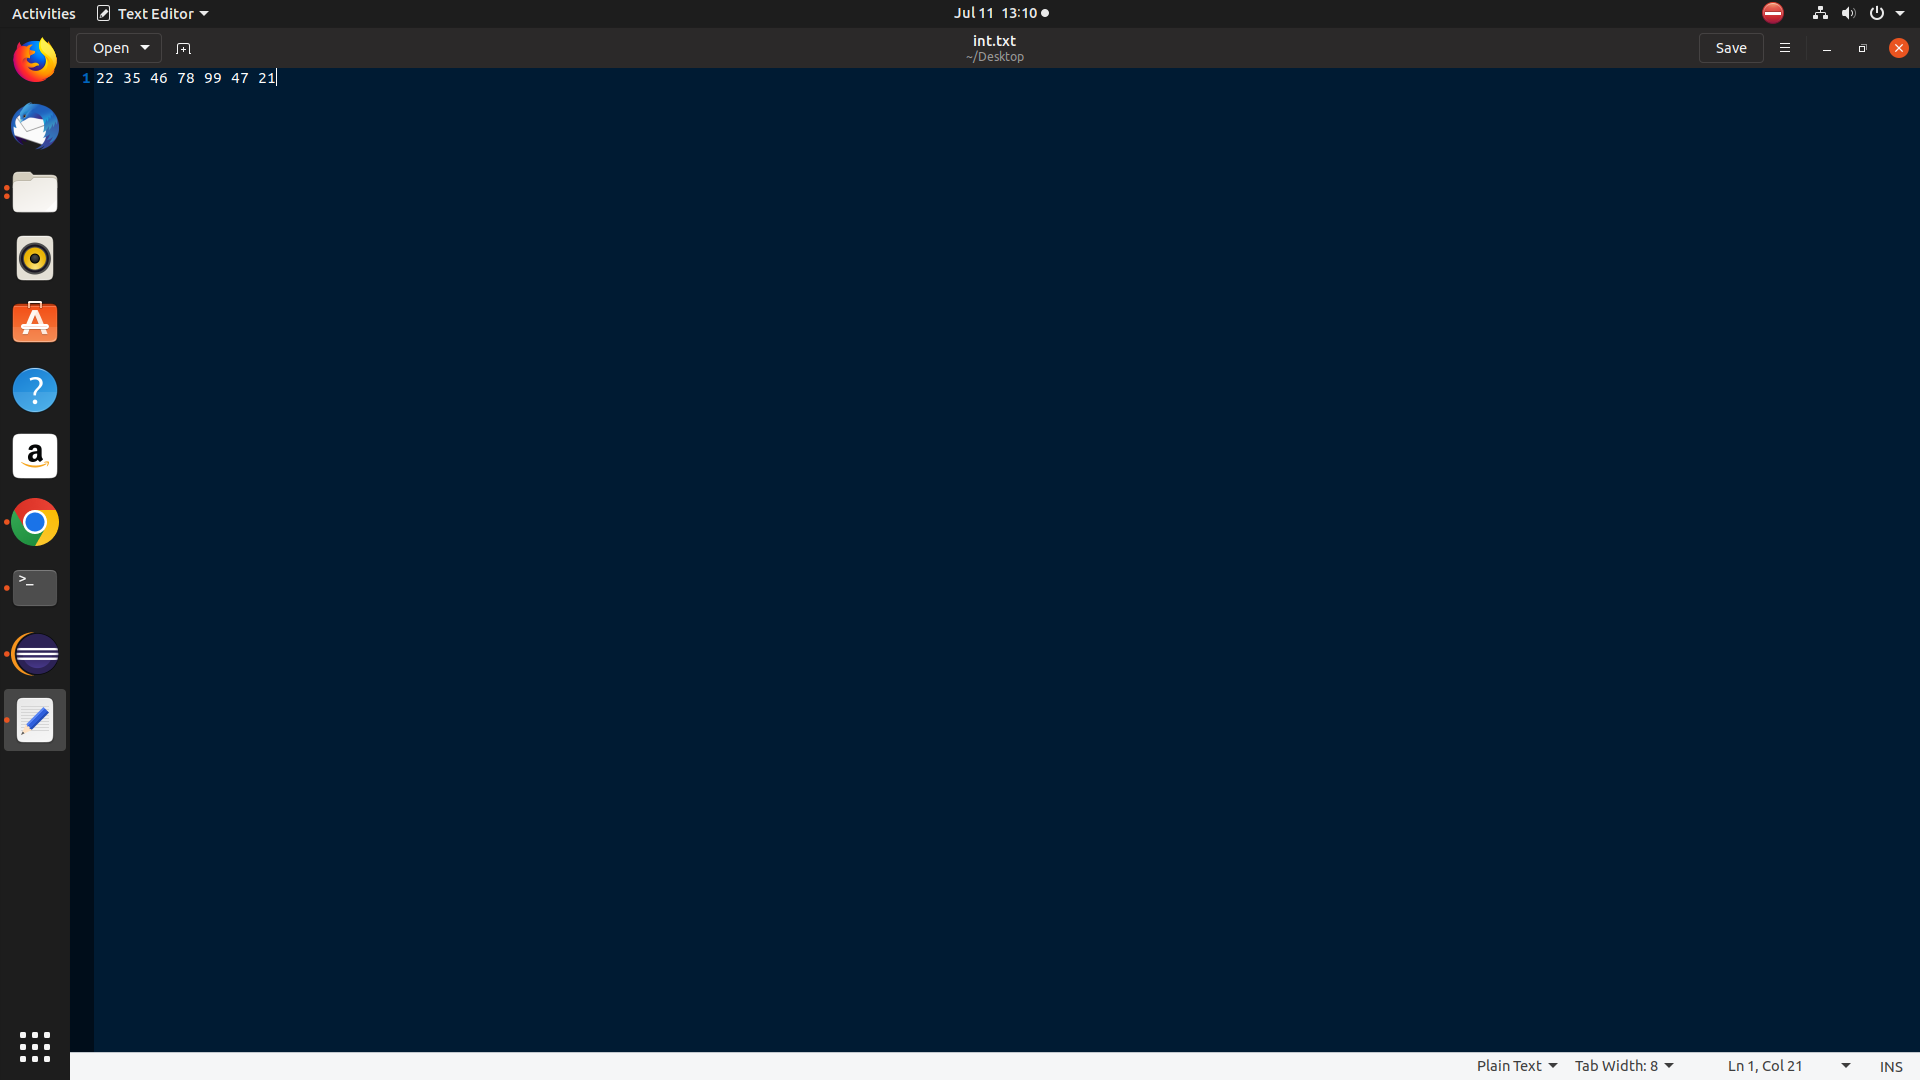 Activities Text Editor Jul 11 13:10
Open int.txt Save
~/Desktop
1 22 35 46 78 99 47 21
?
a
>_
Plain Text Tab Width: 8 Ln 1, Col 21 INS